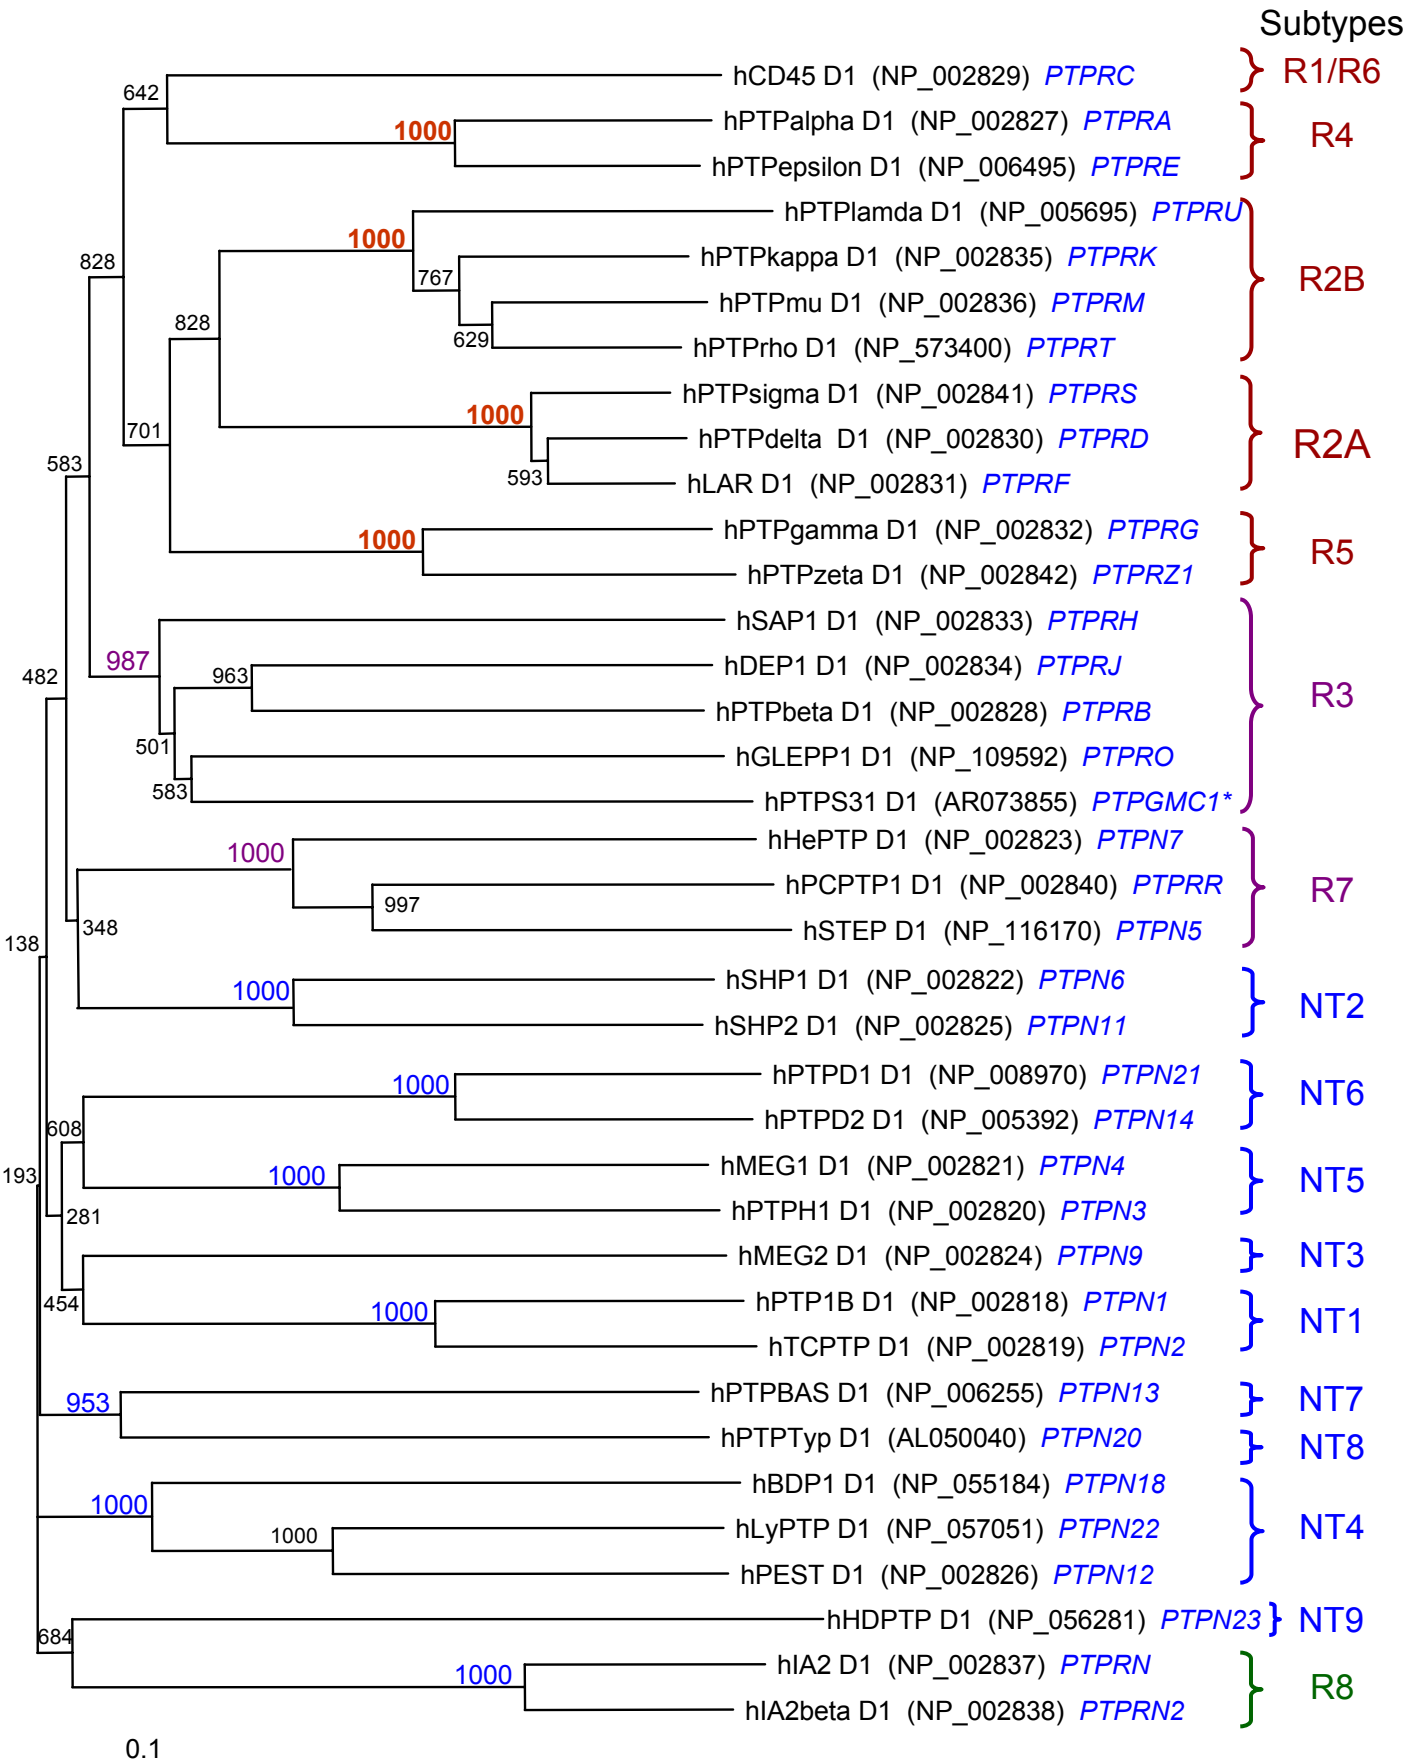 Subtypes
hCD45 D1 (NP_002829) PTPRC R1/R6
642
1000 hPTPalpha D1 (NP_002827) PTPRA R4
hPTPepsilon D1 (NP_006495) PTPRE
hPTPlamda D1 (NP_005695) PTPRU
1000
828 767 hPTPkappa D1 (NP_002835) PTPRK R2B
828 hPTPmu D1 (NP_002836) PTPRM
629 hPTPrho D1 (NP_573400) PTPRT
hPTPsigma D1 (NP_002841) PTPRS
1000
701 hPTPdelta D1 (NP_002830) PTPRD R2A
583 593 hLAR D1 (NP_002831) PTPRF
1000 hPTPgamma D1 (NP_002832) PTPRG R5
hPTPzeta D1 (NP_002842) PTPRZ1
hSAP1 D1 (NP_002833) PTPRH
987
482 963 hDEP1 D1 (NP_002834) PTPRJ R3
hPTPbeta D1 (NP_002828) PTPRB
501 hGLEPP1 D1 (NP_109592) PTPRO
583 hPTPS31 D1 (AR073855) PTPGMC1*
1000 hHePTP D1 (NP_002823) PTPN7
997 hPCPTP1 D1 (NP_002840) PTPRR R7
348 hSTEP D1 (NP_116170) PTPN5
138
1000 hSHP1 D1 (NP_002822) PTPN6 NT2
hSHP2 D1 (NP_002825) PTPN11
1000 hPTPD1 D1 (NP_008970) PTPN21 NT6
608 hPTPD2 D1 (NP_005392) PTPN14
193 1000 hMEG1 D1 (NP_002821) PTPN4 NT5
281 hPTPH1 D1 (NP_002820) PTPN3
hMEG2 D1 (NP_002824) PTPN9 NT3
454 1000 hPTP1B D1 (NP_002818) PTPN1 NT1
hTCPTP D1 (NP_002819) PTPN2
953 hPTPBAS D1 (NP_006255) PTPN13 NT7
hPTPTyp D1 (AL050040) PTPN20 NT8
1000 hBDP1 D1 (NP_055184) PTPN18
1000 hLyPTP D1 (NP_057051) PTPN22 NT4
hPEST D1 (NP_002826) PTPN12
684 hHDPTP D1 (NP_056281) PTPN23 NT9
1000 hIA2 D1 (NP_002837) PTPRN R8
hIA2beta D1 (NP_002838) PTPRN2
0.1